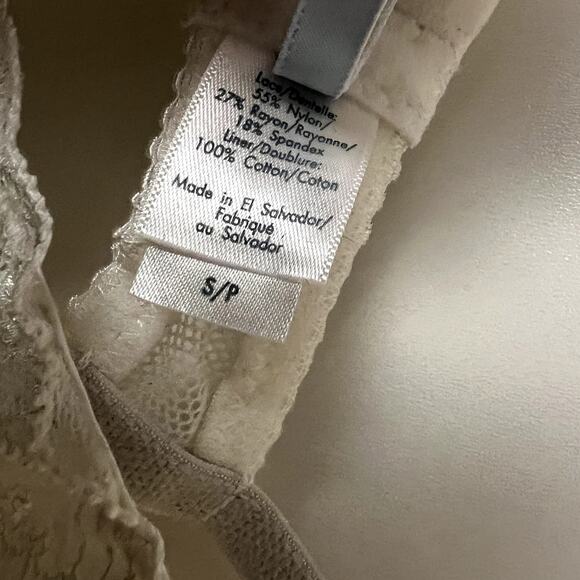 Lace/Dentelle:
55% Nylon/
27% Rayon/Rayonne/
18% Spandex
Liner/Doublure:
100% Cotton/Coton
Made in El Salvador/
Fabriqué
au Salvador
S/P